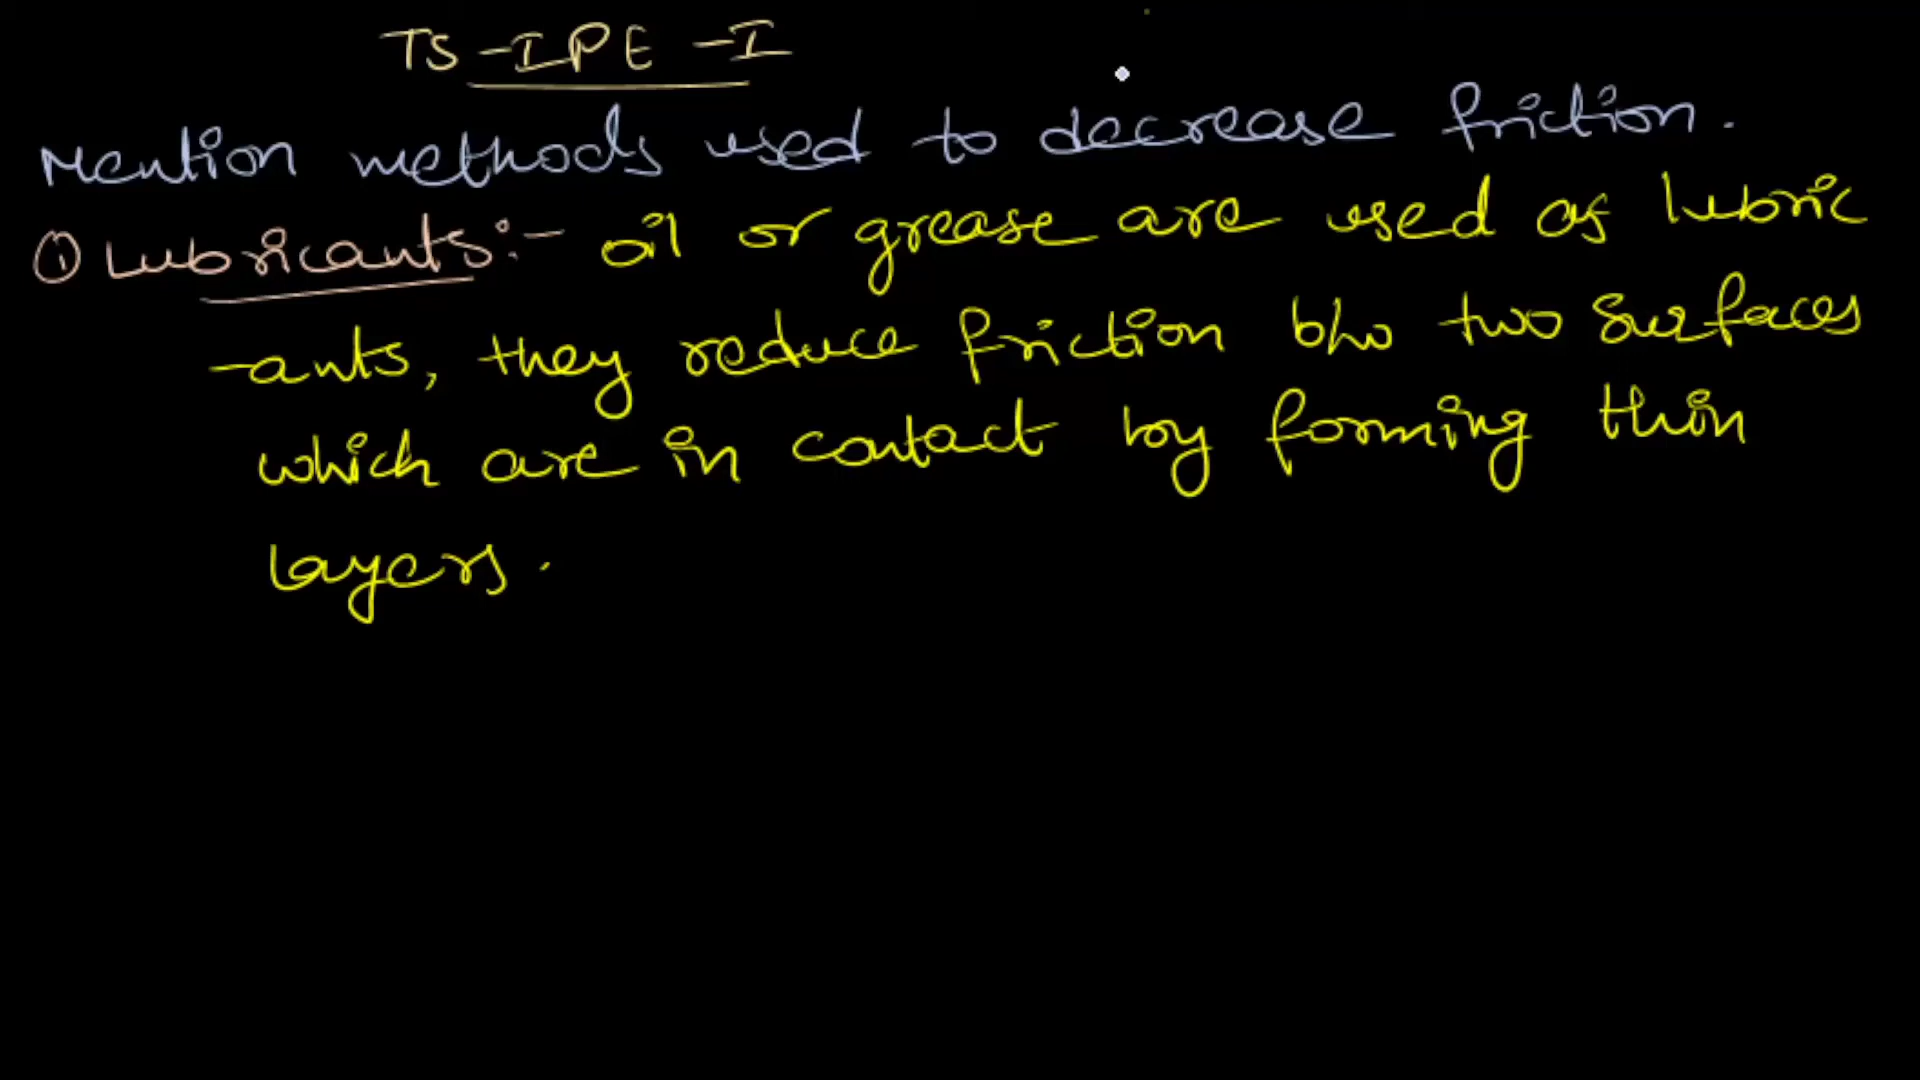 TS-IPE-I
Mention methods used to decrease friction.
① Lubricants:- oil or grease are used as lubric
-ants, they reduce friction b/w two surfaces
which are in contact by forming thin
layers.